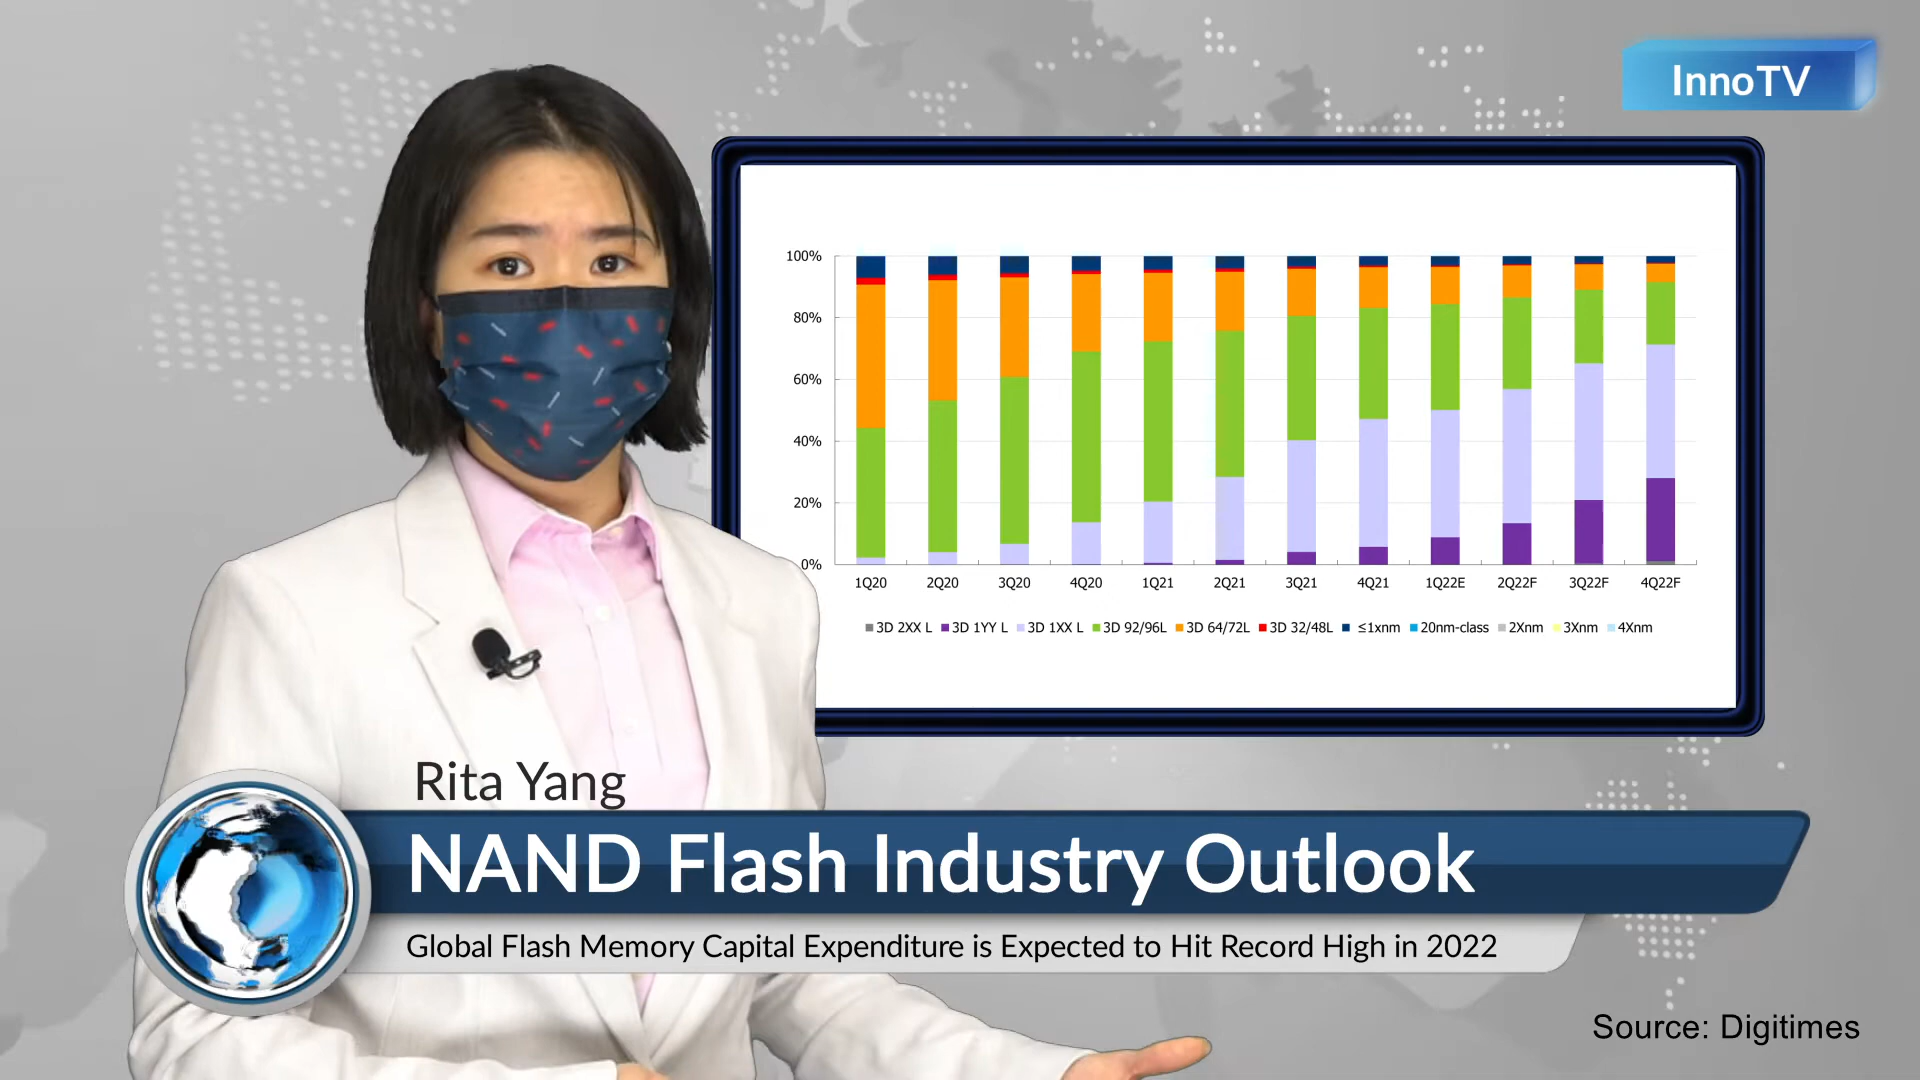 InnoTV
100%
80%
60%
40%
20%
0%
1Q20 2Q20 3Q20 4Q20 1Q21 2Q21 3Q21 4Q21 1Q22E 2Q22F 3Q22F 4Q22F
3D 2XX L 3D 1YY L 3D 1XX L 3D 92/96L 3D 64/72L 3D 32/48L ≤1xnm 20nm-class 2Xnm 3Xnm 4Xnm
Rita Yang
NAND Flash Industry Outlook
Global Flash Memory Capital Expenditure is Expected to Hit Record High in 2022
Source: Digitimes